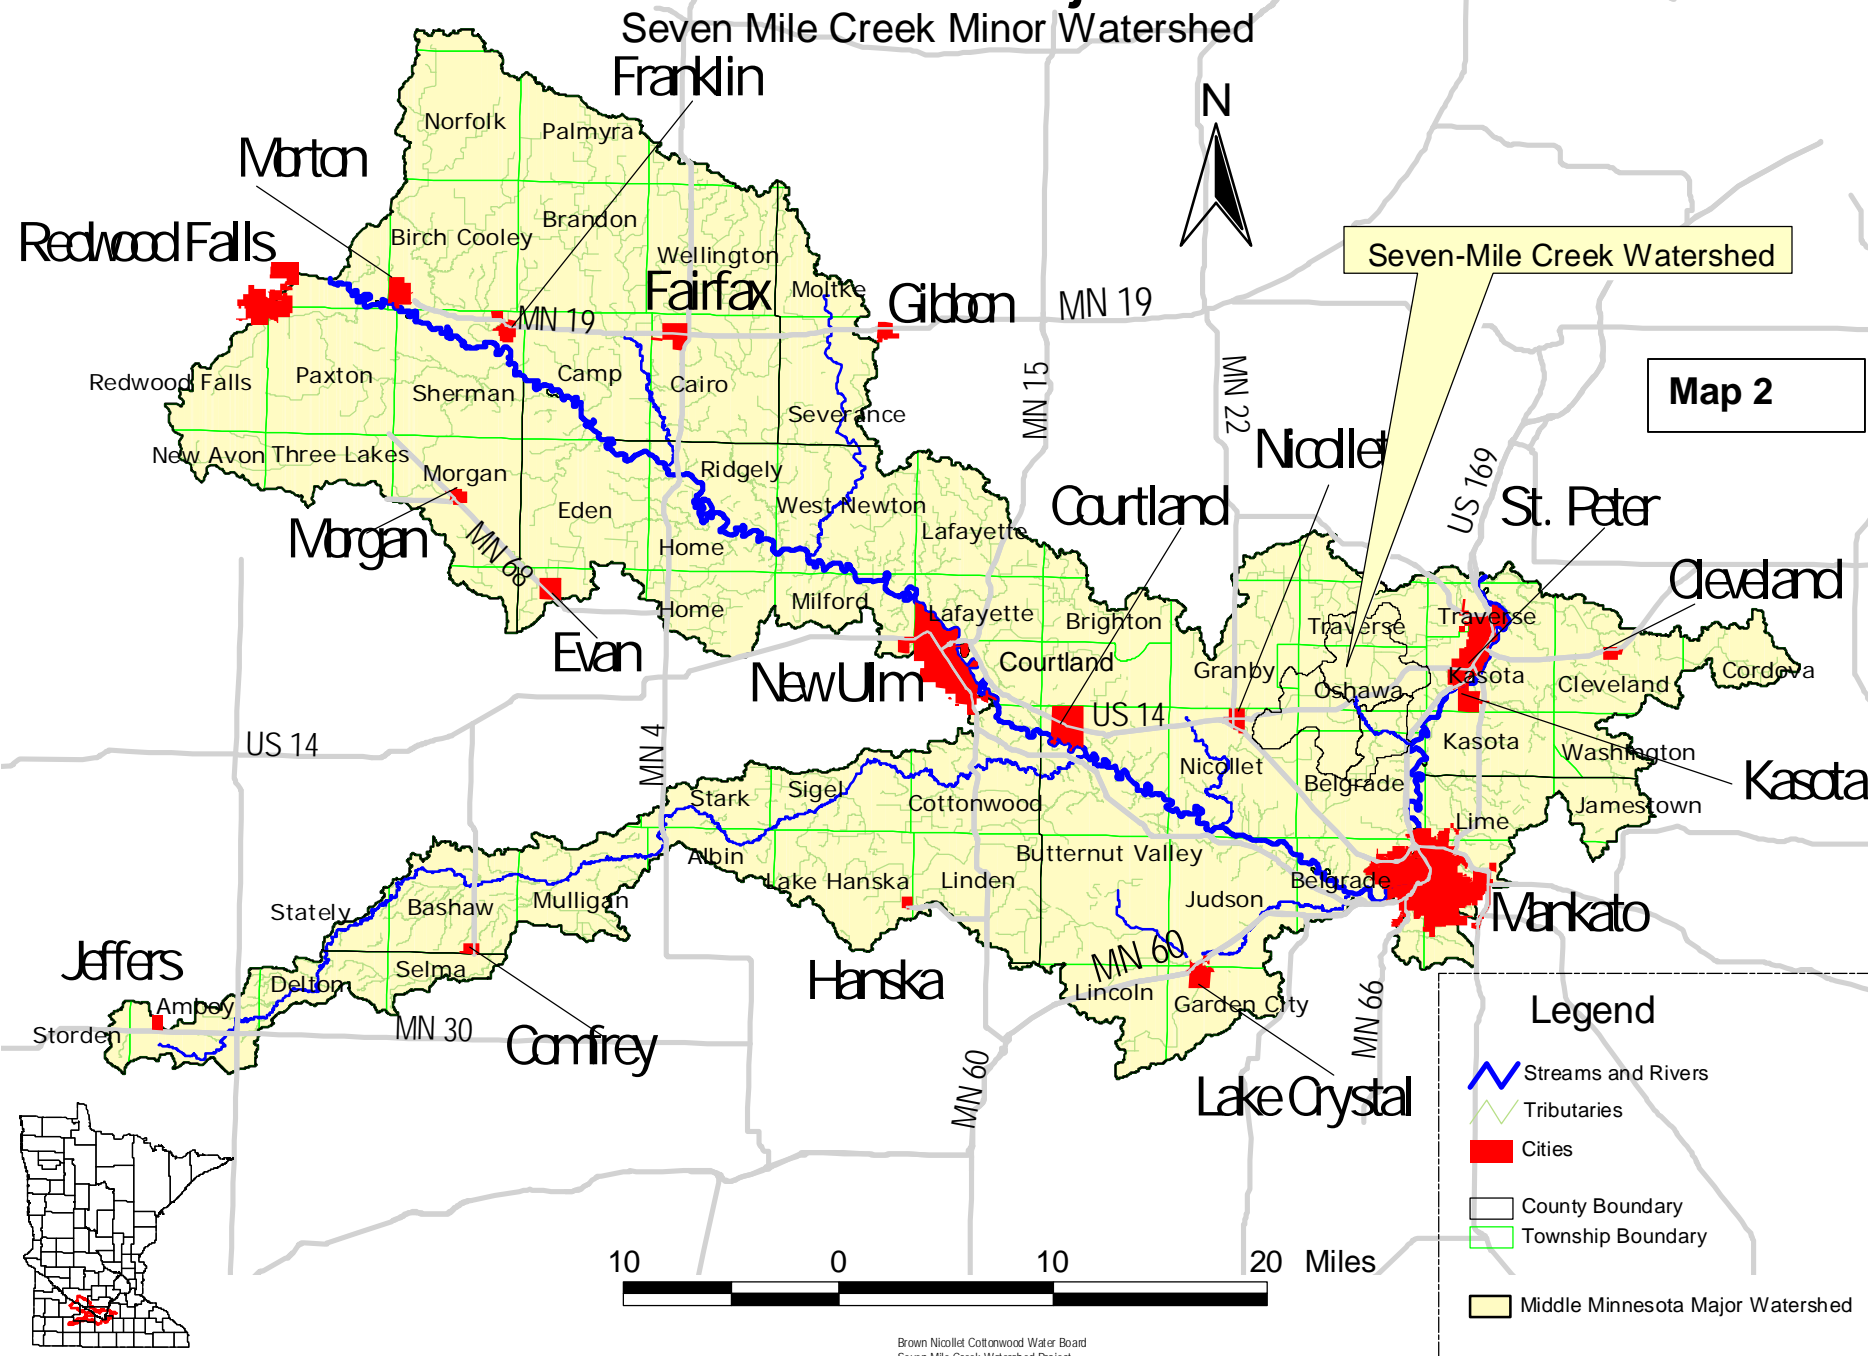 Seven Mile Creek Minor Watershed
Franklin
N
Norfolk
Palmyra
Morton
Brandon
Birch Cooley
Redwood Falls
Wellington
Seven-Mile Creek Watershed
Fairfax
Moltke
Gibbon
MN 19
MN 19
MN 15
MN 22
Map 2
Redwood Falls
Paxton
Sherman
Camp
Cairo
Severance
New Avon
Three Lakes
Morgan
Ridgely
Nicollet
US 169
Eden
West Newton
Courtland
St. Peter
Morgan
MN 68
Home
Lafayette
Cleveland
Home
Milford
Lafayette
Brighton
Traverse
Traverse
Evan
New Ulm
Courtland
Granby
Oshawa
Kasota
Cleveland
Cordova
US 14
US 14
MN 4
Kasota
Washington
Nicollet
Belgrade
Kasota
Stark
Sigel
Cottonwood
Jamestown
Lime
Albin
Butternut Valley
Lake Hanska
Linden
Belgrade
Judson
Stately
Bashaw
Mulligan
Mankato
Jeffers
Selma
Delton
Hanska
MN 60
Lincoln
Garden City
MN 66
Amboy
Storden
MN 30
Comfrey
MN 60
Lake Crystal
Legend
Streams and Rivers
Tributaries
Cities
County Boundary
Township Boundary
Middle Minnesota Major Watershed
10 0 10 20 Miles
Brown Nicollet Cottonwood Water Board
Seven Mile Creek Watershed Project